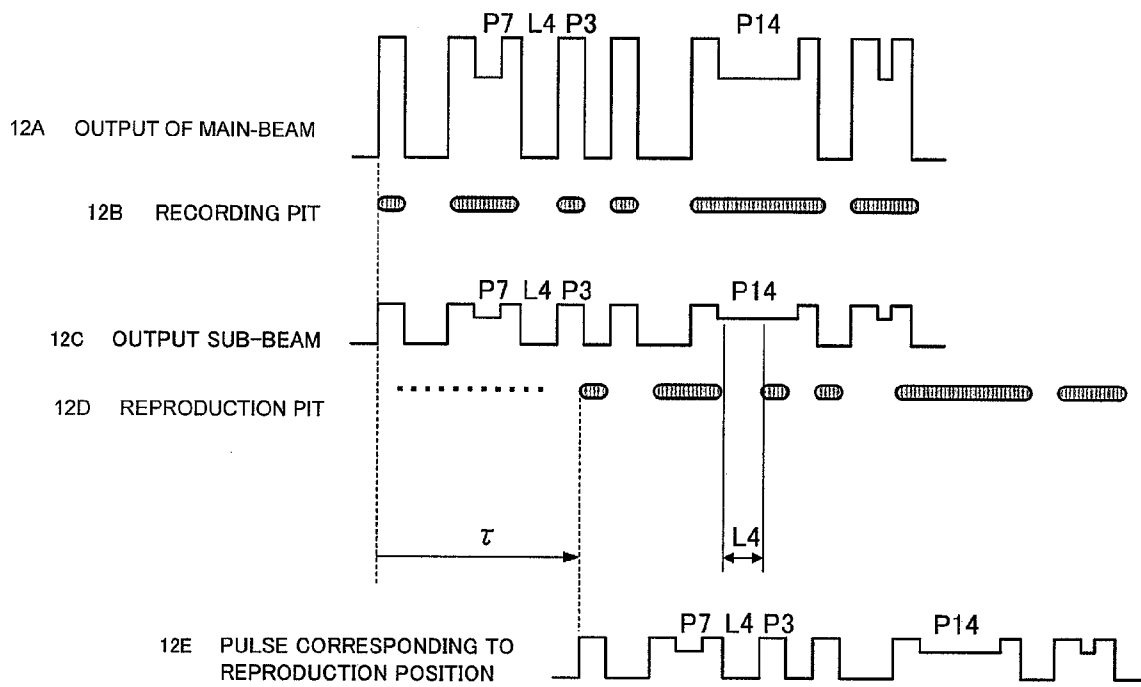 P7 L4 P3 P14
12A OUTPUT OF MAIN-BEAM
12B RECORDING PIT
P7 L4 P3 P14
12C OUTPUT SUB-BEAM
12D REPRODUCTION PIT
τ
L4
P7 L4 P3 P14
12E PULSE CORRESPONDING TO
REPRODUCTION POSITION